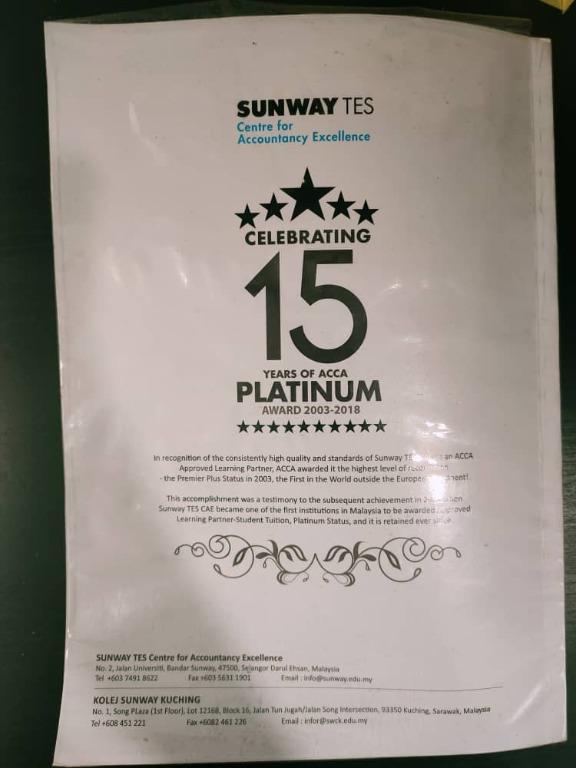 SUNWAY TES
Centre for
Accountancy Excellence
CELEBRATING
15
YEARS OF ACCA
PLATINUM
AWARD 2003-2018
In recognition of the consistently high quality and standards of Sunway an ACCA
Approved Learning Partner, ACCA awarded it the highest level of
- the Premier Plus Status in 2003, the First in the World outside the
This accomplishment was a testimony to the subsequent achievement in
Sunway TES CAE became one of the first institutions in Malaysia to be awarded
Learning Partner-Student Tuition, Platinum Status, and it is retained ever
SUNWAY TES Centre for Accountancy Excellence
No. 2, Jalan Universiti, Bandar Sunway, 47500, Selangor Darul Ehsan, Malaysia
Tel +603 7491 8622 Fax +603 5631 1901 Email : info@sunway.edu.my
KOLEJ SUNWAY KUCHING
No. 1, Song Plaza (1st Floor), Lot 12168, Block 16, Jalan Tun Jugah/Jalan Song Intersection, 93350 Kuching, Sarawak, Malaysia
Tel +608 451 221 Fax +6082 461 226 Email : infor@swck.edu.my